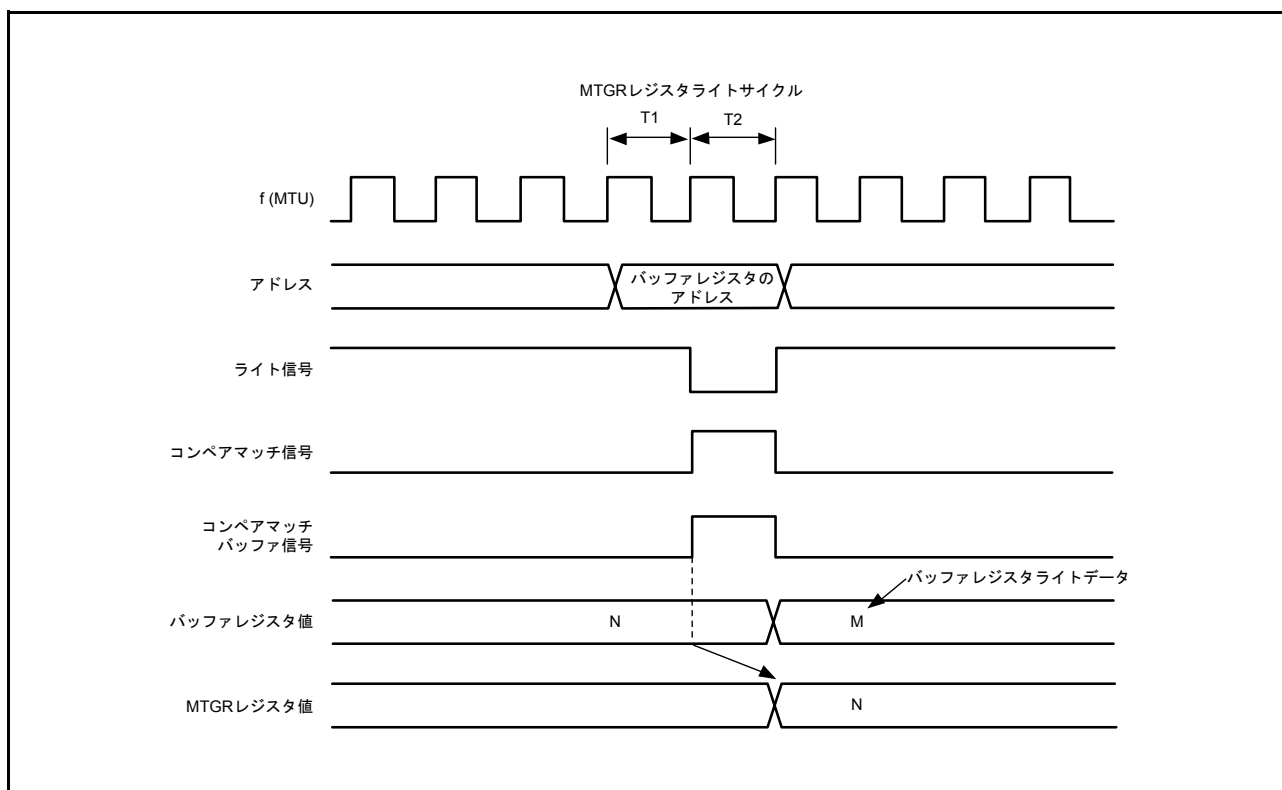 MTGRレジスタライトサイクル
T1
T2
f (MTU)
アドレス
バッファレジスタの
アドレス
ライト信号
コンペアマッチ信号
コンペアマッチ
バッファ信号
バッファレジスタライトデータ
バッファレジスタ値
N
M
MTGRレジスタ値
N